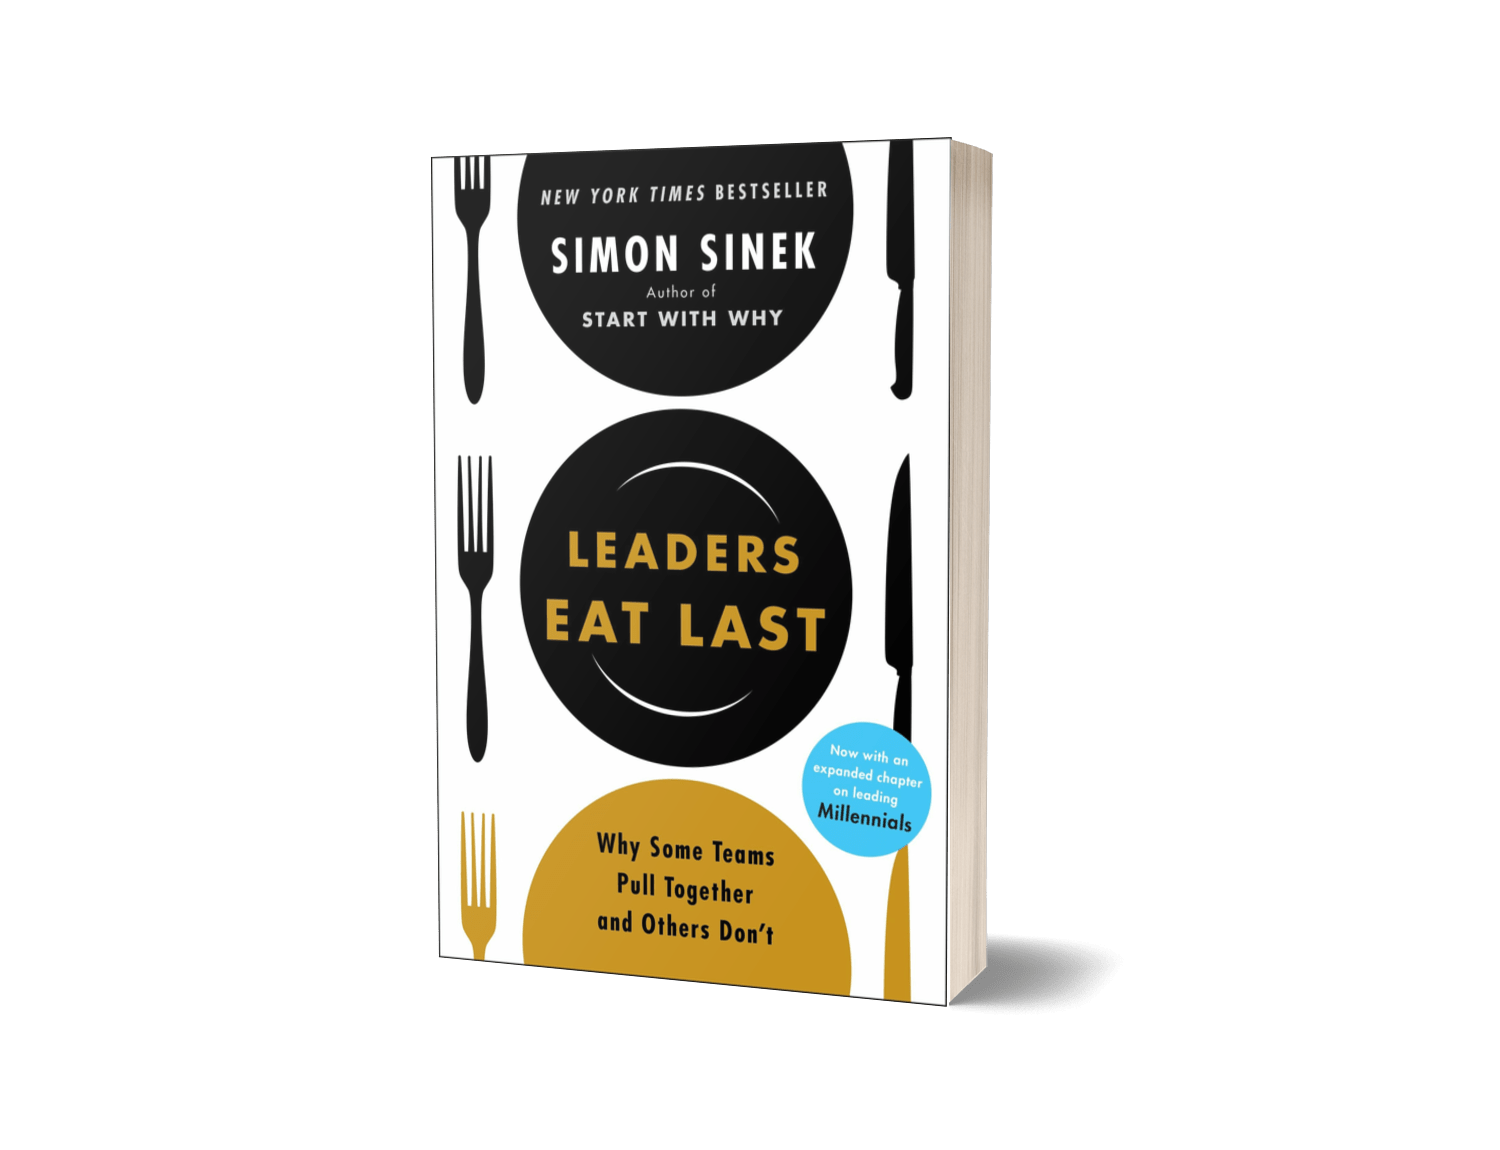 NEW YORK TIMES BESTSELLER
SIMON SINEK
Author of
START WITH WHY
LEADERS
EAT LAST
Now with an
expanded chapter
on leading
Millennials
Why Some Teams
Pull Together
and Others Don't